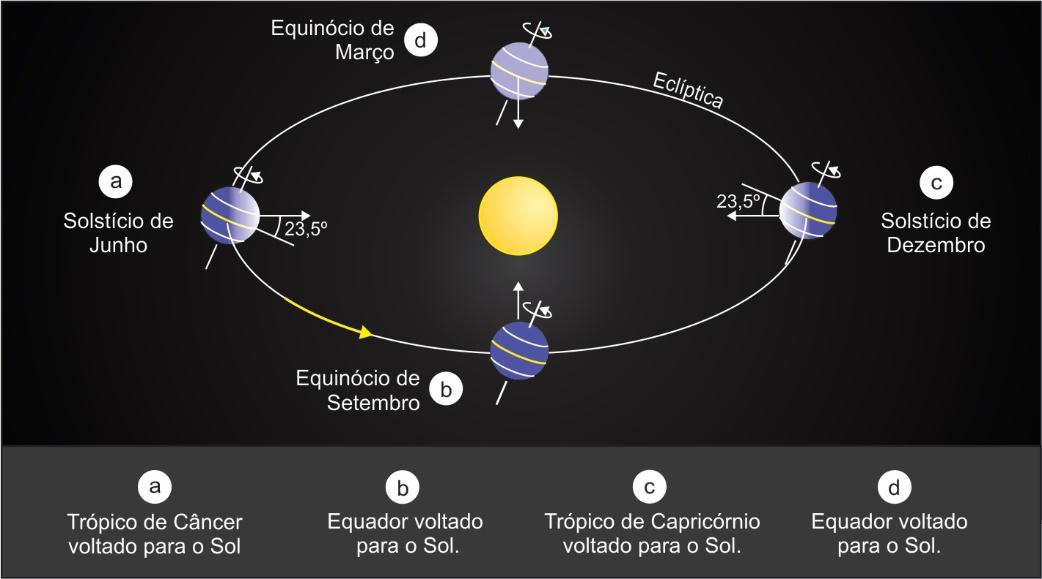 Equinócio de
Março
d
Eclíptica
a
Solstício de
Junho
23,5º
23,5º
c
Solstício de
Dezembro
Equinócio de
Setembro
b
a
Trópico de Câncer
voltado para o Sol
b
Equador voltado
para o Sol.
c
Trópico de Capricórnio
voltado para o Sol.
d
Equador voltado
para o Sol.